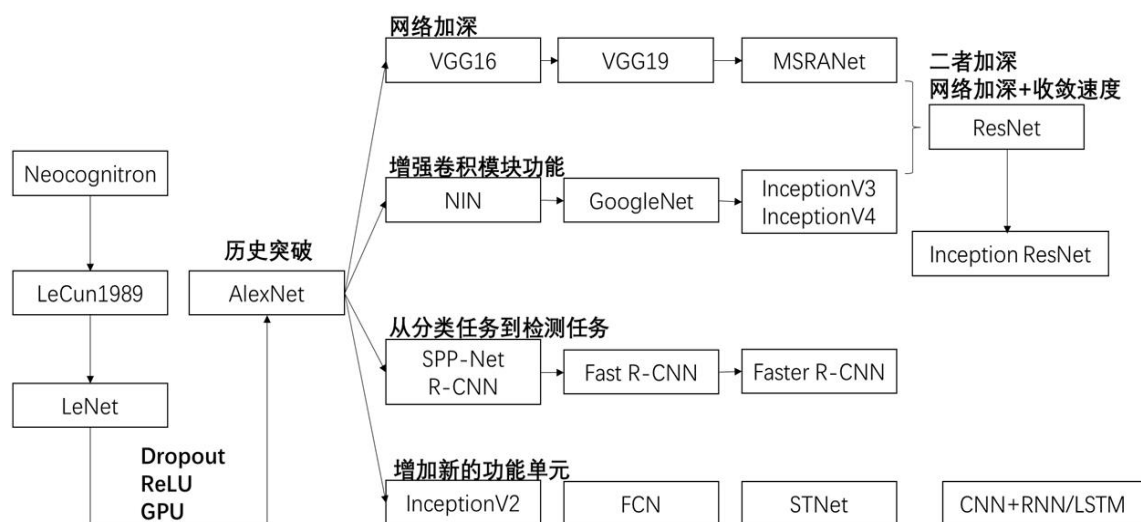 网络加深
VGG16
VGG19
MSRANet
二者加深
网络加深+收敛速度
ResNet
Neocognitron
增强卷积模块功能
NIN
GoogleNet
InceptionV3
InceptionV4
Inception ResNet
历史突破
LeCun1989
AlexNet
从分类任务到检测任务
SPP-Net
R-CNN
Fast R-CNN
Faster R-CNN
LeNet
Dropout
ReLU
GPU
增加新的功能单元
InceptionV2
FCN
STNet
CNN+RNN/LSTM